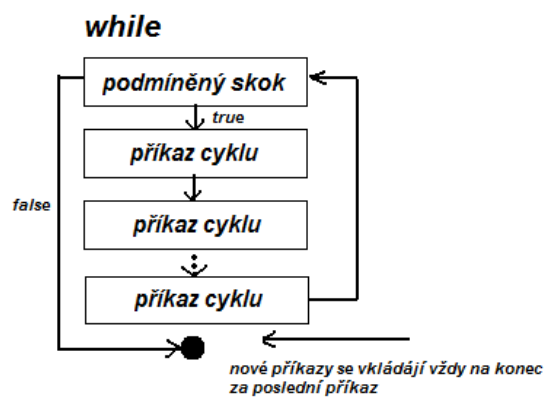 while
podmíněný skok
true
příkaz cyklu
false
příkaz cyklu
příkaz cyklu
nové příkazy se vkládájí vždy na konec
za poslední příkaz